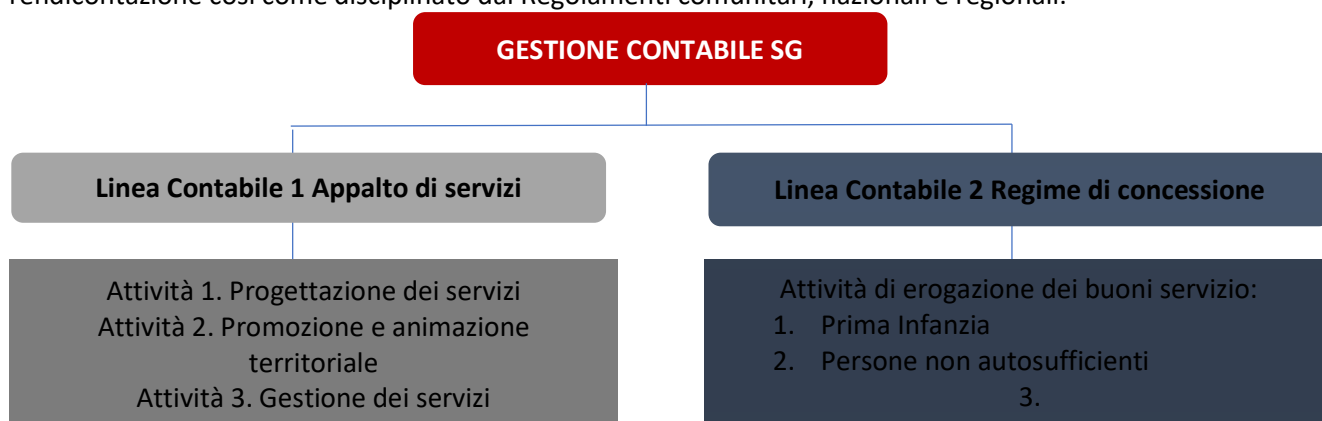 rendicontazione così come disciplinato dai Regolamenti comunitari, nazionali e regionali.
GESTIONE CONTABILE SG
Linea Contabile 1 Appalto di servizi
Attività 1. Progettazione dei servizi
Attività 2. Promozione e animazione
territoriale
Attività 3. Gestione dei servizi
Linea Contabile 2 Regime di concessione
Attività di erogazione dei buoni servizio:
1. Prima Infanzia
2. Persone non autosufficienti
3.